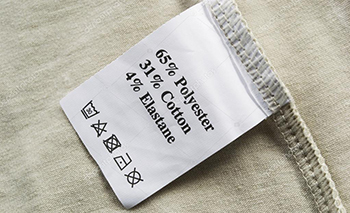 65% Polyester
31% Cotton
4% Elastane